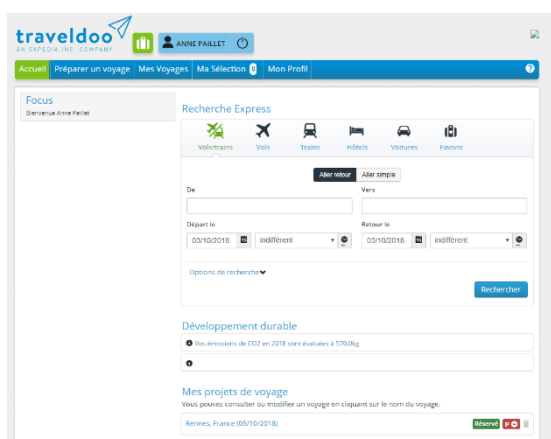 traveldoo
AN EXPEDIA INC. COMPANY
ANNE PAILLET
Accueil Préparer un voyage Mes Voyages Ma Sélection 0 Mon Profil ?
Focus
Bienvenue Anne Paillet
Recherche Express
Vols/trains Vols Trains Hôtels Voitures Favoris
Aller retour Aller simple
De Vers
Départ le Retour le
03/10/2018 indifférent 03/10/2018 indifférent
Options de recherche
Rechercher
Développement durable
Vos émissions de CO2 en 2018 sont évaluées à 570.0kg
Mes projets de voyage
Vous pouvez consulter ou modifier un voyage en cliquant sur le nom du voyage.
Rennes, France (05/10/2018) Réservé P